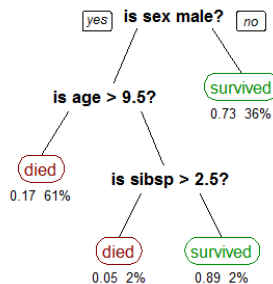 is sex male?
yes no
is age > 9.5?
survived
0.73 36%
died
0.17 61%
is sibsp > 2.5?
died survived
0.05 2% 0.89 2%